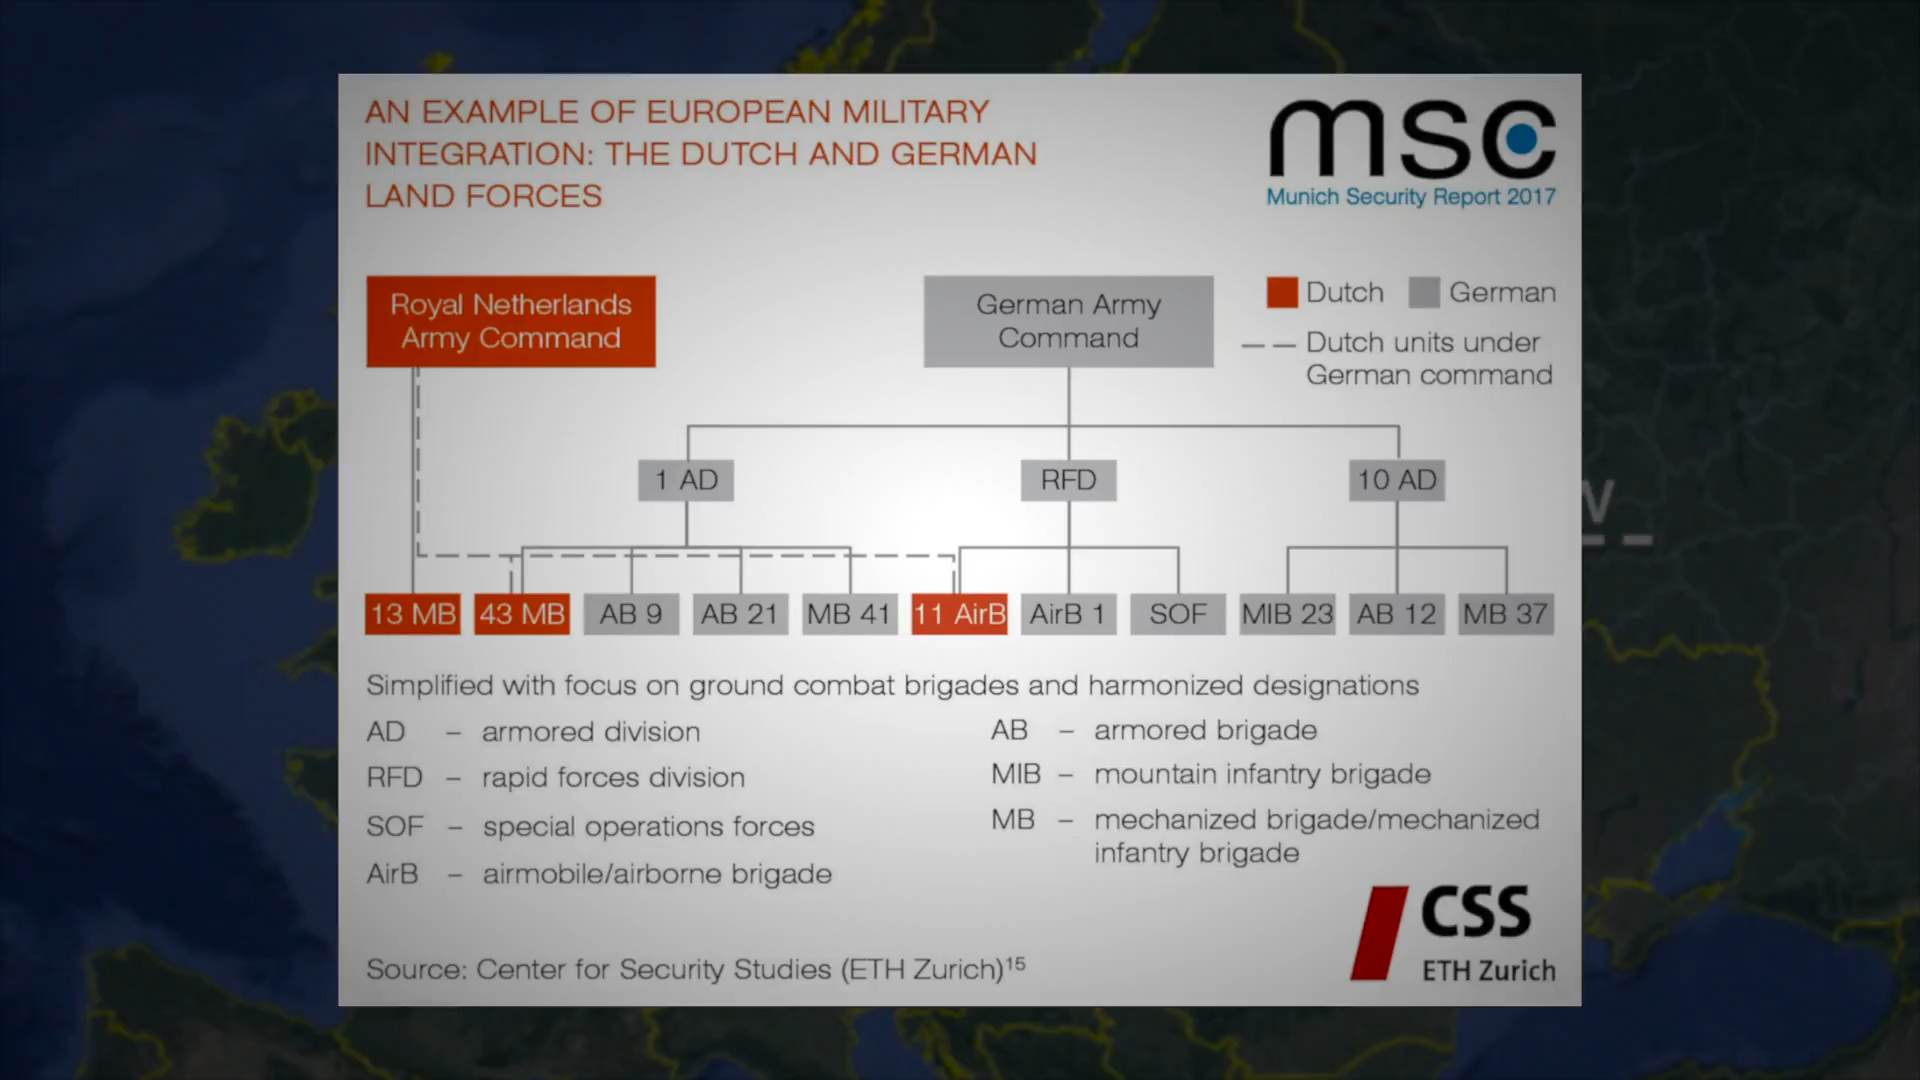 AN EXAMPLE OF EUROPEAN MILITARY
INTEGRATION: THE DUTCH AND GERMAN
LAND FORCES
msc
Munich Security Report 2017
Royal Netherlands
Army Command
German Army
Command
Dutch German
Dutch units under
German command
1 AD RFD 10 AD
13 MB 43 MB AB 9 AB 21 MB 41 11 AirB AirB 1 SOF MIB 23 AB 12 MB 37
Simplified with focus on ground combat brigades and harmonized designations
AD – armored division
RFD – rapid forces division
SOF – special operations forces
AirB – airmobile/airborne brigade
AB – armored brigade
MIB – mountain infantry brigade
MB – mechanized brigade/mechanized
infantry brigade
Source: Center for Security Studies (ETH Zurich)15
CSS
ETH Zurich